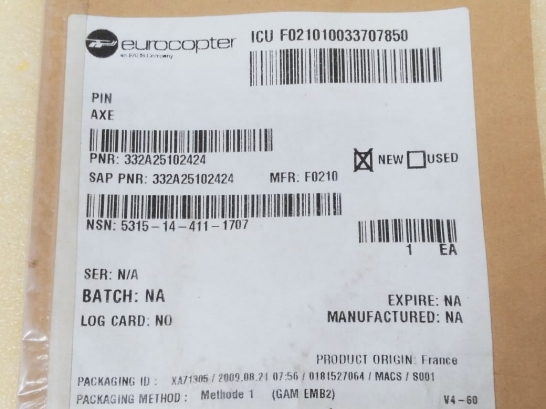 eurocopter ICU F021010033707850
an EADS Company
PIN
AXE
PNR: 332A25102424
NEW USED
SAP PNR: 332A25102424 MFR: F0210
NSN: 5315-14-411-1707
1 EA
SER: N/A
BATCH: NA EXPIRE: NA
LOG CARD: NO MANUFACTURED: NA
PRODUCT ORIGIN: France
PACKAGING ID : XA71305 / 2009.08.21 07:56 / 0181527064 / MACS / S001
PACKAGING METHOD : Methode 1 (GAM EMB2) V4-60